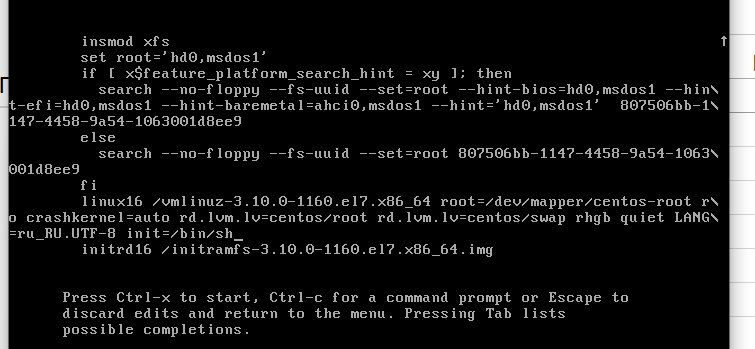 insmod xfs
↑
set root='hd0,msdos1'
if [ x$feature_platform_search_hint = xy ]; then
search --no-floppy --fs-uuid --set=root --hint-bios=hd0,msdos1 --hin\
t-efi=hd0,msdos1 --hint-baremetal=ahci0,msdos1 --hint='hd0,msdos1'  807506bb-1\
147-4458-9a54-1063001d8ee9
else
search --no-floppy --fs-uuid --set=root 807506bb-1147-4458-9a54-1063\
001d8ee9
fi
linux16 /vmlinuz-3.10.0-1160.el7.x86_64 root=/dev/mapper/centos-root r\
o crashkernel=auto rd.lvm.lv=centos/root rd.lvm.lv=centos/swap rhgb quiet LANG\
=ru_RU.UTF-8 init=/bin/sh_
initrd16 /initramfs-3.10.0-1160.el7.x86_64.img
Press Ctrl-x to start, Ctrl-c for a command prompt or Escape to
discard edits and return to the menu. Pressing Tab lists
possible completions.